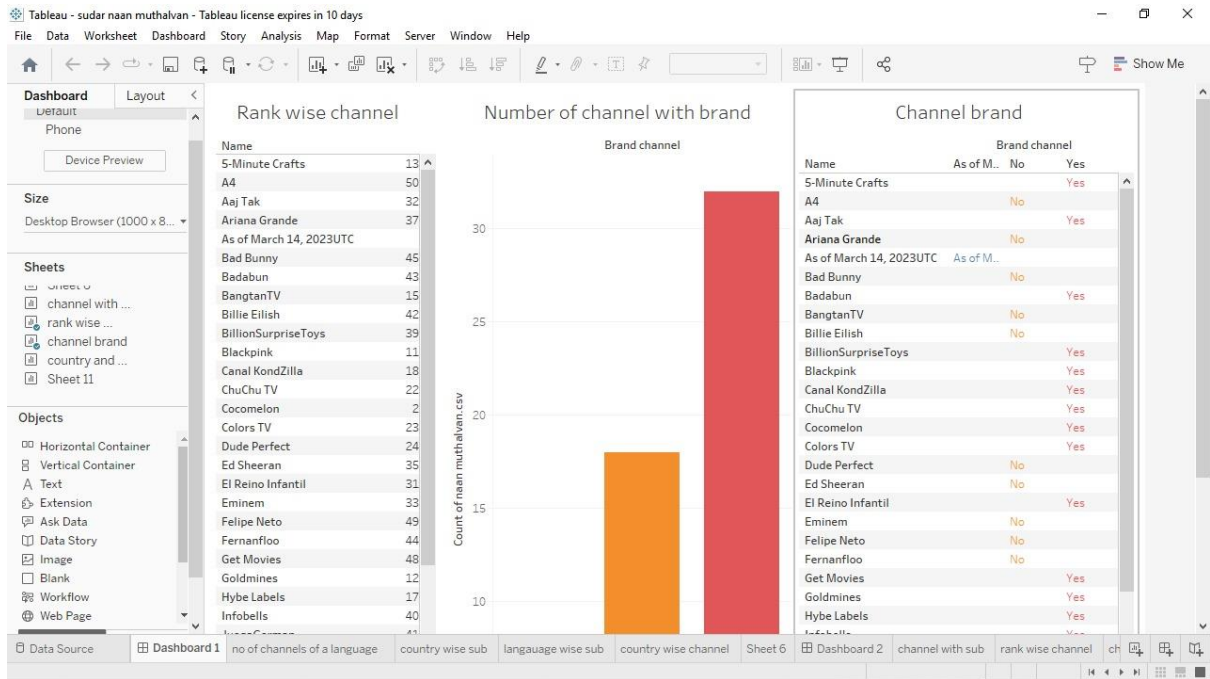 Tableau - sudar naan muthalvan - Tableau license expires in 10 days
File Data Worksheet Dashboard Story Analysis Map Format Server Window Help
Show Me
Dashboard Layout
Default
Phone
Device Preview
Size
Desktop Browser (1000 x 8...
Sheets
Sheet 6
channel with ...
rank wise ...
channel brand
country and ...
Sheet 11
Objects
Horizontal Container
Vertical Container
Text
Extension
Ask Data
Data Story
Image
Blank
Workflow
Web Page
Rank wise channel
Name
5-Minute Crafts 13
A4 50
Aaj Tak 32
Ariana Grande 37
As of March 14, 2023UTC
Bad Bunny 45
Badabun 43
BangtanTV 15
Billie Eilish 42
BillionSurpriseToys 39
Blackpink 11
Canal KondZilla 18
ChuChu TV 22
Cocomelon 2
Colors TV 23
Dude Perfect 24
Ed Sheeran 35
El Reino Infantil 31
Eminem 33
Felipe Neto 49
Fernanfloo 44
Get Movies 48
Goldmines 12
Hybe Labels 17
Infobells 40
Number of channel with brand
Brand channel
30
25
20
15
10
Count of naan muthalvan.csv
Channel brand
Brand channel
Name As of M.. No Yes
5-Minute Crafts Yes
A4 No
Aaj Tak Yes
Ariana Grande No
As of March 14, 2023UTC As of M..
Bad Bunny No
Badabun Yes
BangtanTV No
Billie Eilish No
BillionSurpriseToys Yes
Blackpink Yes
Canal KondZilla Yes
ChuChu TV Yes
Cocomelon Yes
Colors TV Yes
Dude Perfect No
Ed Sheeran No
El Reino Infantil Yes
Eminem No
Felipe Neto No
Fernanfloo No
Get Movies Yes
Goldmines Yes
Hybe Labels Yes
Data Source Dashboard 1 no of channels of a language country wise sub langauage wise sub country wise channel Sheet 6 Dashboard 2 channel with sub rank wise channel ch